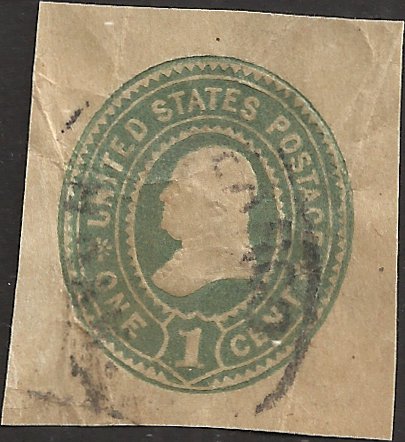 UNITED STATES POSTAGE
ONE
1
CENT